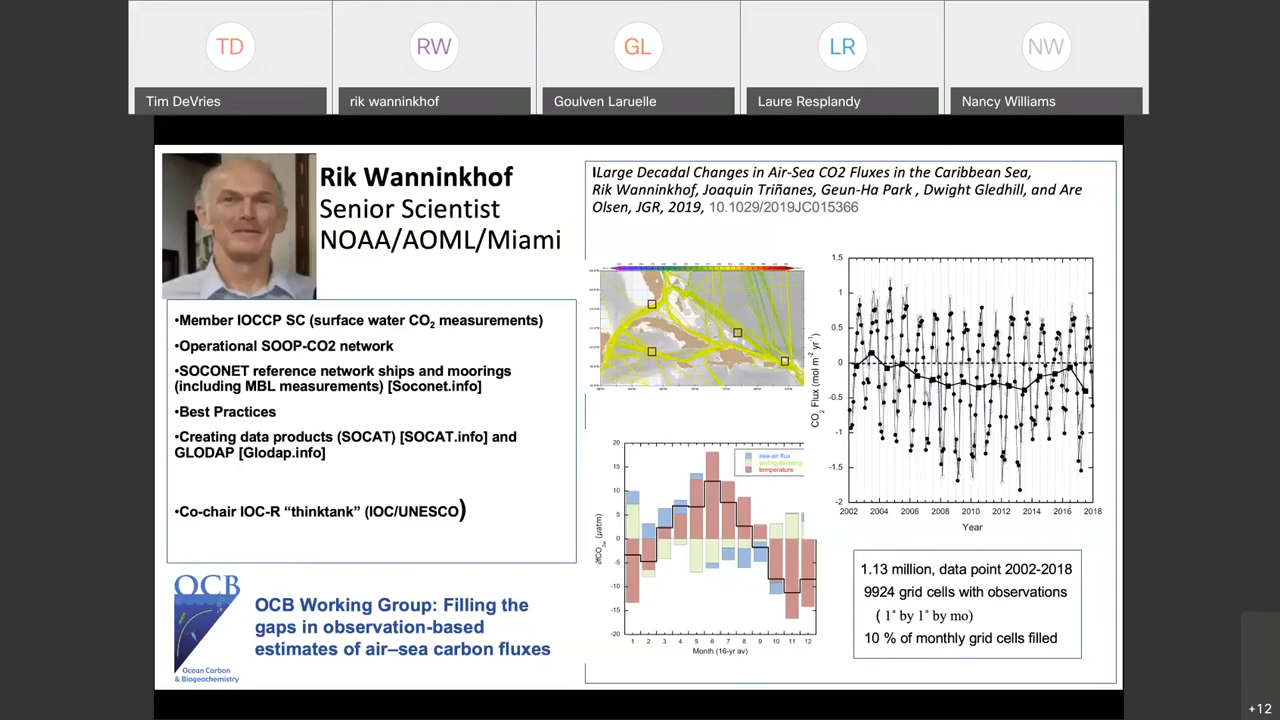 TD
RW
GL
LR
NW
Tim DeVries
rik wanninkhof
Goulven Laruelle
Laure Resplandy
Nancy Williams
Rik Wanninkhof
Senior Scientist
NOAA/AOML/Miami
•Member IOCCP SC (surface water CO₂ measurements)
•Operational SOOP-CO2 network
•SOCONET reference network ships and moorings
(including MBL measurements) [Soconet.info]
•Best Practices
•Creating data products (SOCAT) [SOCAT.info] and
GLODAP [Glodap.info]
•Co-chair IOC-R “thinktank” (IOC/UNESCO)
OCB
Ocean Carbon
& Biogeochemistry
OCB Working Group: Filling the
gaps in observation-based
estimates of air–sea carbon fluxes
Large Decadal Changes in Air-Sea CO2 Fluxes in the Caribbean Sea,
Rik Wanninkhof, Joaquin Triñanes, Geun-Ha Park , Dwight Gledhill, and Are
Olsen, JGR, 2019, 10.1029/2019JC015366
1.5
1
0.5
0
-0.5
-1
-1.5
-2
CO₂ Flux (mol m⁻² yr⁻¹)
2002 2004 2006 2008 2010 2012 2014 2016 2018
Year
20
15
10
5
0
-5
-10
-15
-20
∂fCO₂w (µatm)
sea-air flux
biology&mixing
temperature
1 2 3 4 5 6 7 8 9 10 11 12
Month (16-yr av)
1.13 million, data point 2002-2018
9924 grid cells with observations
( 1° by 1° by mo)
10 % of monthly grid cells filled
+12